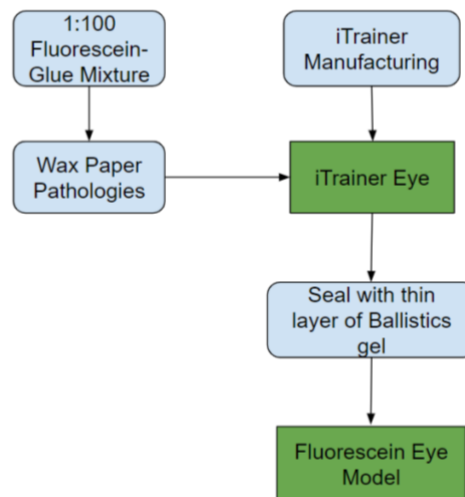 1:100
Fluorescein-
Glue Mixture
iTrainer
Manufacturing
Wax Paper
Pathologies
iTrainer Eye
Seal with thin
layer of Ballistics
gel
Fluorescein Eye
Model